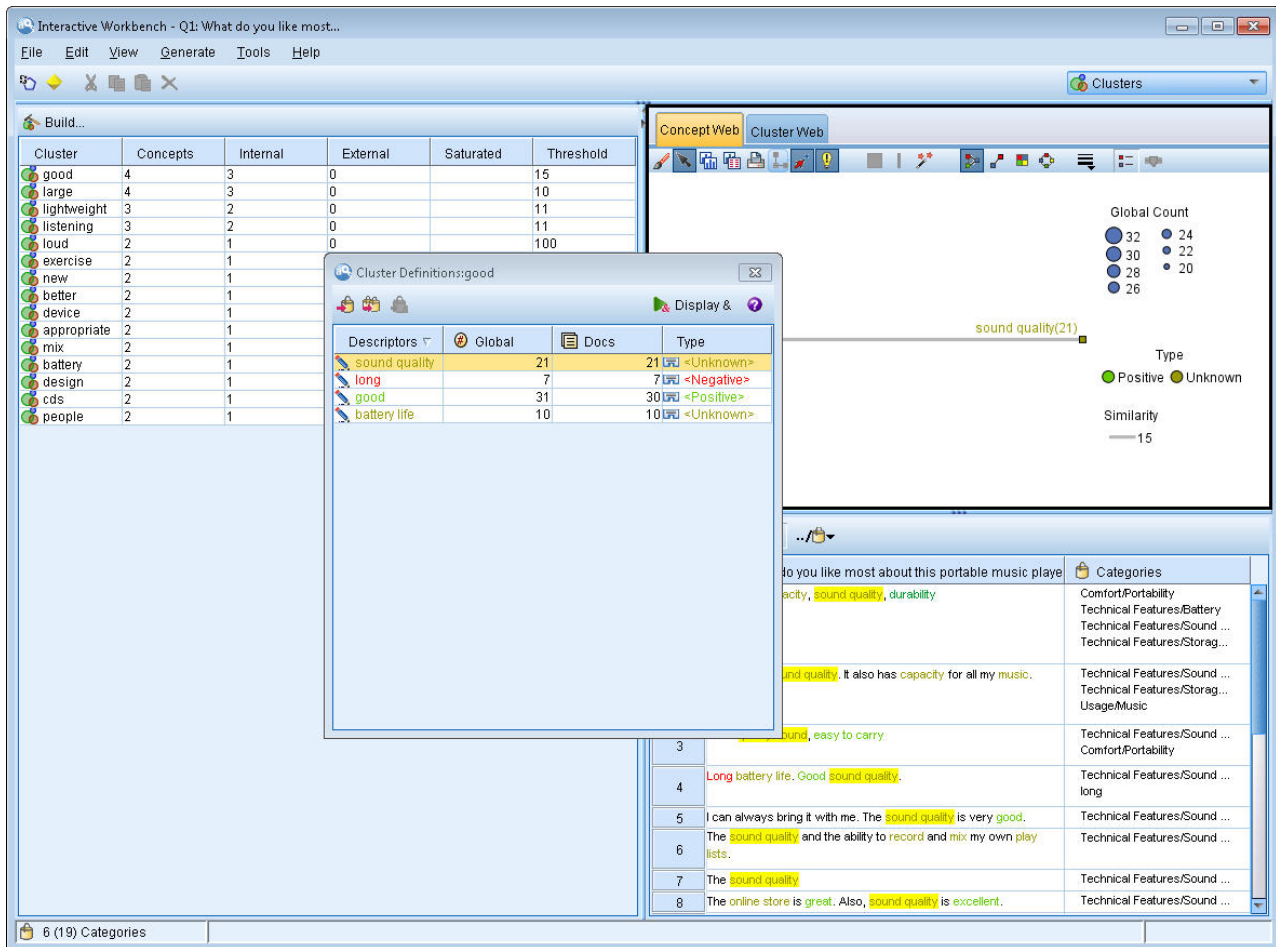 Interactive Workbench - Q1: What do you like most...
File Edit View Generate Tools Help
Clusters
Build...
Cluster Concepts Internal External Saturated Threshold
good 4 3 0 15
large 4 3 0 10
lightweight 3 2 0 11
listening 3 2 0 11
loud 2 1 0 100
exercise 2 1
new 2 1
better 2 1
device 2 1
appropriate 2 1
mix 2 1
battery 2 1
design 2 1
cds 2 1
people 2 1
Cluster Definitions:good
Display &
Descriptors Global Docs Type
sound quality 21 21 <Unknown>
long 7 7 <Negative>
good 31 30 <Positive>
battery life 10 10 <Unknown>
Concept Web Cluster Web
Global Count
32 24
30 22
28 20
26
sound quality(21)
Type
Positive Unknown
Similarity
15
../
do you like most about this portable music playe Categories
acity, sound quality, durability
Comfort/Portability
Technical Features/Battery
Technical Features/Sound ...
Technical Features/Storag...
und quality. It also has capacity for all my music.
Technical Features/Sound ...
Technical Features/Storag...
Usage/Music
3 ound, easy to carry
Technical Features/Sound ...
Comfort/Portability
4 Long battery life. Good sound quality.
Technical Features/Sound ...
long
5 I can always bring it with me. The sound quality is very good. Technical Features/Sound ...
6 The sound quality and the ability to record and mix my own play
lists.
Technical Features/Sound ...
7 The sound quality Technical Features/Sound ...
8 The online store is great. Also, sound quality is excellent. Technical Features/Sound ...
6 (19) Categories